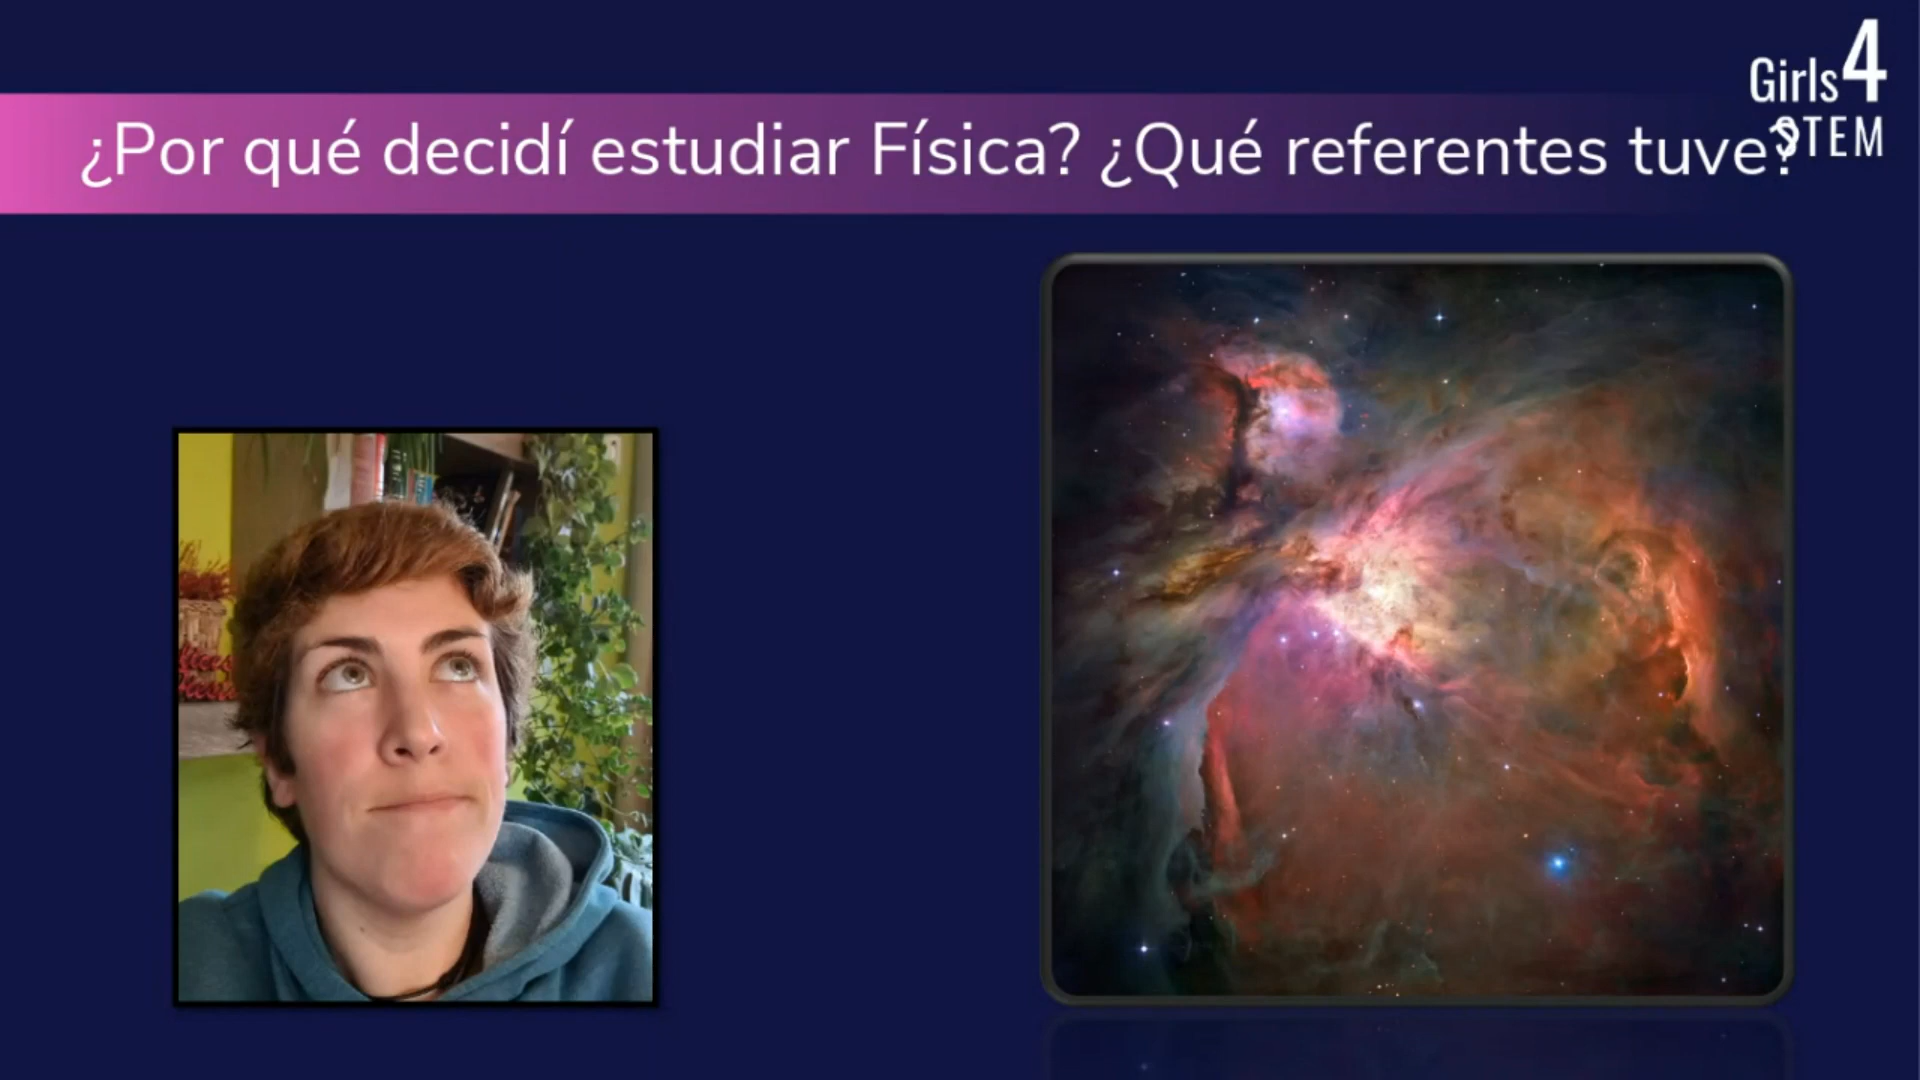 Girls4
STEM
¿Por qué decidí estudiar Física? ¿Qué referentes tuve?